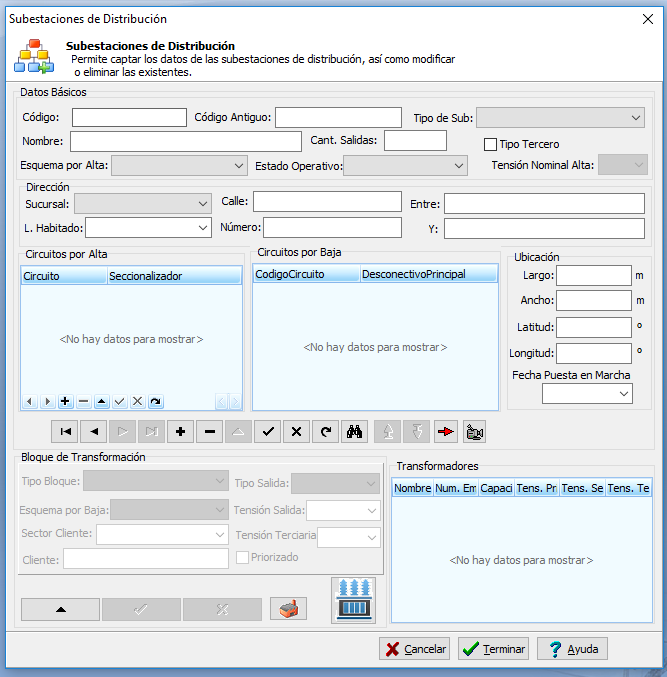 Subestaciones de Distribución
Subestaciones de Distribución
Permite captar los datos de las subestaciones de distribución, así como modificar
o eliminar las existentes.
Datos Básicos
Código:
Código Antiguo:
Tipo de Sub:
Nombre:
Cant. Salidas:
Tipo Tercero
Esquema por Alta:
Estado Operativo:
Tensión Nominal Alta:
Dirección
Sucursal:
Calle:
Entre:
L. Habitado:
Número:
Y:
Circuitos por Alta
Circuito Seccionalizador
<No hay datos para mostrar>
Circuitos por Baja
CodigoCircuito DesconectivoPrincipal
<No hay datos para mostrar>
Ubicación
Largo: m
Ancho: m
Latitud: º
Longitud: º
Fecha Puesta en Marcha
Bloque de Transformación
Tipo Bloque:
Tipo Salida:
Esquema por Baja:
Tensión Salida:
Sector Cliente:
Tensión Terciaria:
Cliente:
Priorizado
Transformadores
Nombre Num. Em Capaci Tens. Pri Tens. Se Tens. Te
<No hay datos para mostrar>
Cancelar
Terminar
Ayuda